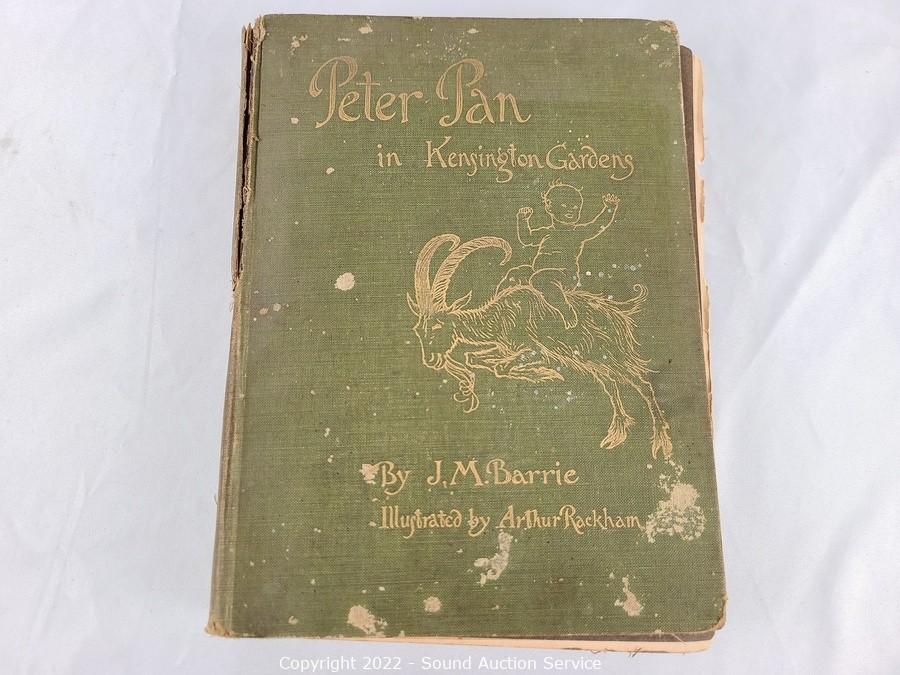 Peter Pan
in Kensington Gardens
By J.M.Barrie
Illustrated by Arthur Rackham
Copyright 2022 - Sound Auction Service